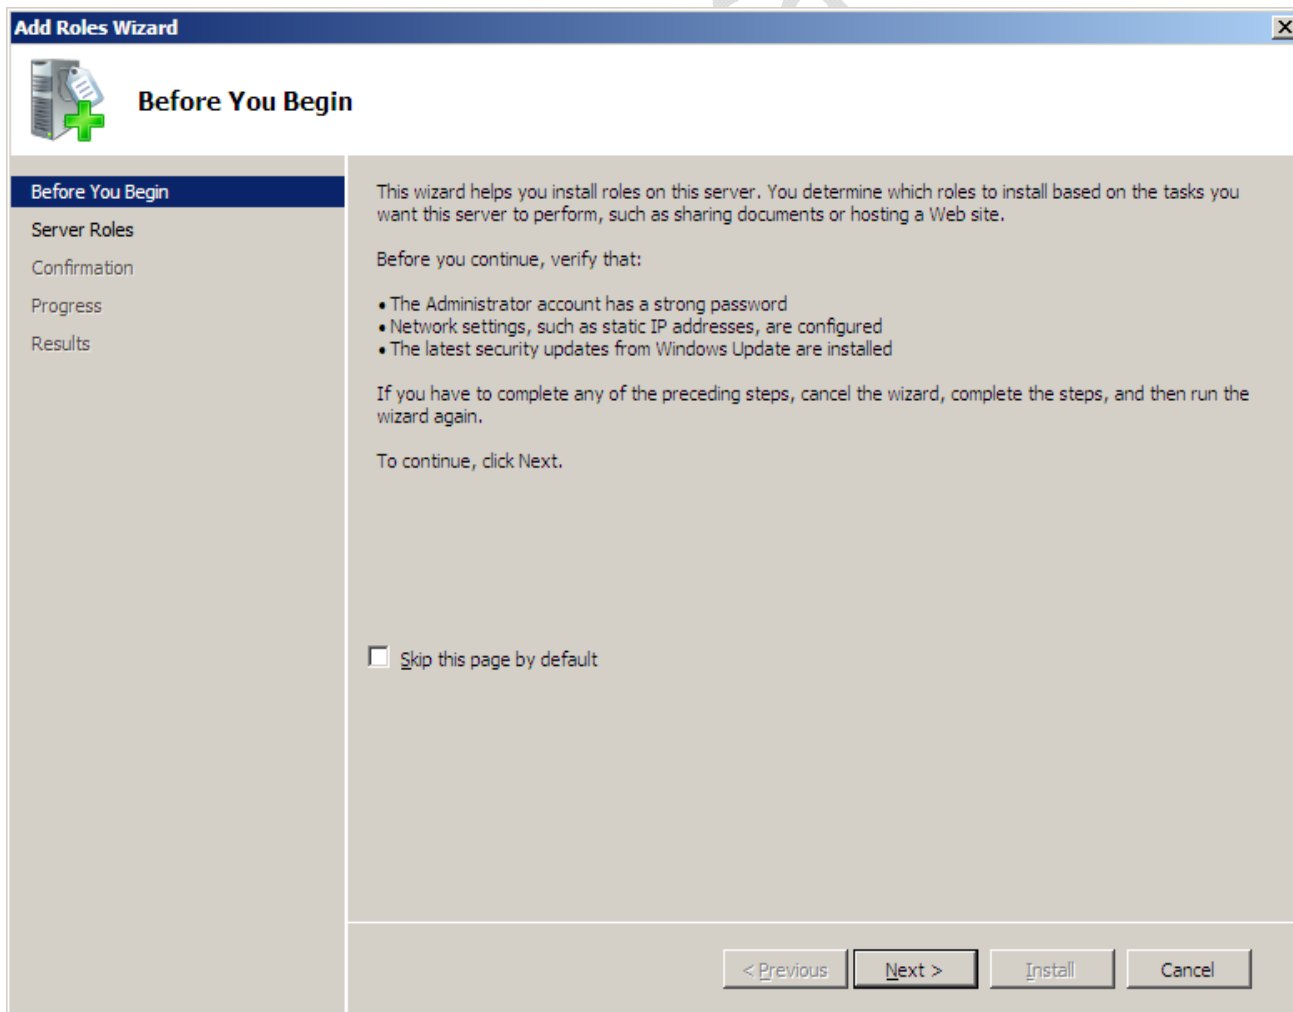 Add Roles Wizard
Before You Begin
Before You Begin
Server Roles
Confirmation
Progress
Results
This wizard helps you install roles on this server. You determine which roles to install based on the tasks you
want this server to perform, such as sharing documents or hosting a Web site.
Before you continue, verify that:
• The Administrator account has a strong password
• Network settings, such as static IP addresses, are configured
• The latest security updates from Windows Update are installed
If you have to complete any of the preceding steps, cancel the wizard, complete the steps, and then run the
wizard again.
To continue, click Next.
Skip this page by default
< Previous
Next >
Install
Cancel